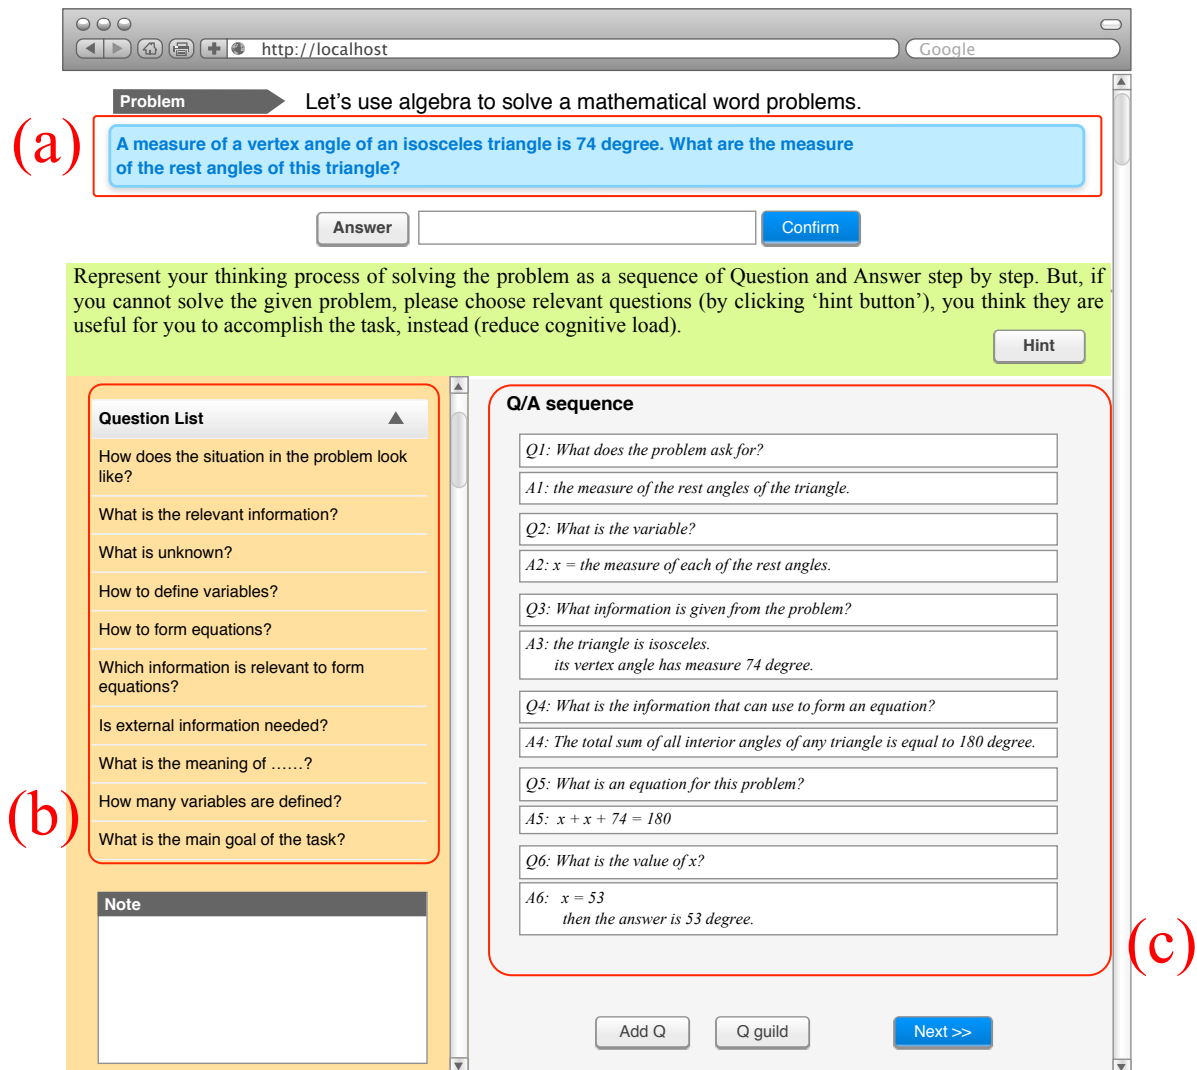 http://localhost
Google
Problem
Let's use algebra to solve a mathematical word problems.
(a)
A measure of a vertex angle of an isosceles triangle is 74 degree. What are the measure
of the rest angles of this triangle?
Answer
Confirm
Represent your thinking process of solving the problem as a sequence of Question and Answer step by step. But, if
you cannot solve the given problem, please choose relevant questions (by clicking ‘hint button’), you think they are
useful for you to accomplish the task, instead (reduce cognitive load).
Hint
(b)
Question List
How does the situation in the problem look
like?
What is the relevant information?
What is unknown?
How to define variables?
How to form equations?
Which information is relevant to form
equations?
Is external information needed?
What is the meaning of ......?
How many variables are defined?
What is the main goal of the task?
Note
(c)
Q/A sequence
Q1: What does the problem ask for?
A1: the measure of the rest angles of the triangle.
Q2: What is the variable?
A2: x = the measure of each of the rest angles.
Q3: What information is given from the problem?
A3: the triangle is isosceles.
its vertex angle has measure 74 degree.
Q4: What is the information that can use to form an equation?
A4: The total sum of all interior angles of any triangle is equal to 180 degree.
Q5: What is an equation for this problem?
A5: x + x + 74 = 180
Q6: What is the value of x?
A6: x = 53
then the answer is 53 degree.
Add Q
Q guild
Next >>